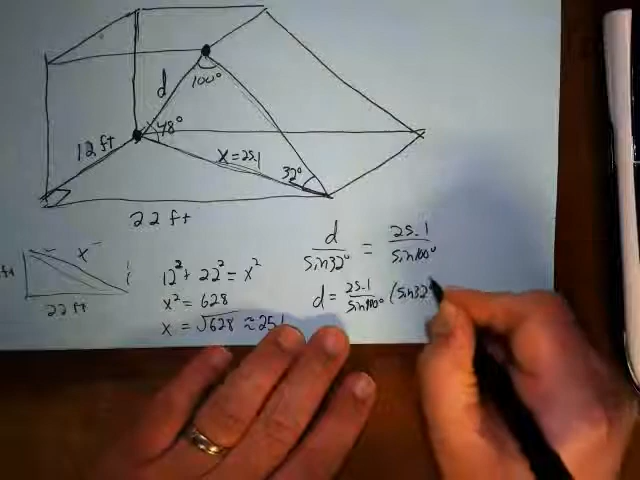 d
100°
48°
12 ft
x = 25.1
32°
22 ft
x
ft
22 ft
12² + 22² = x²
x² = 628
x = √628 ≈ 25.1
d / sin32° = 25.1 / sin100°
d = 25.1 / sin100° (sin32°